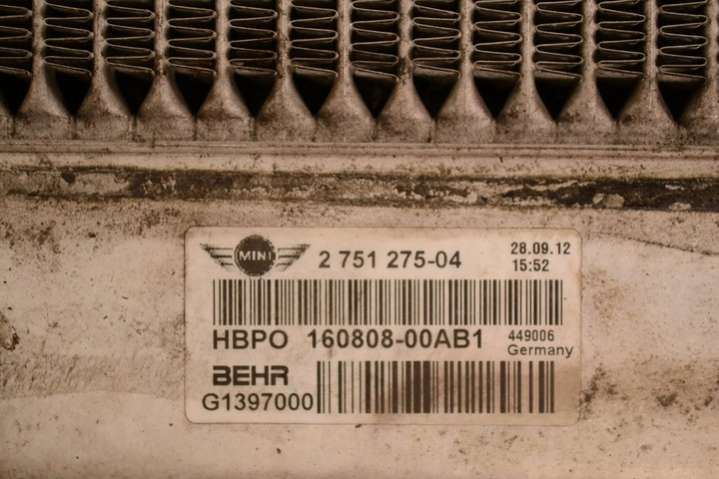 MINI 2 751 275-04 28.09.12
15:52
HBPO 160808-00AB1 449006
Germany
BEHR
G1397000